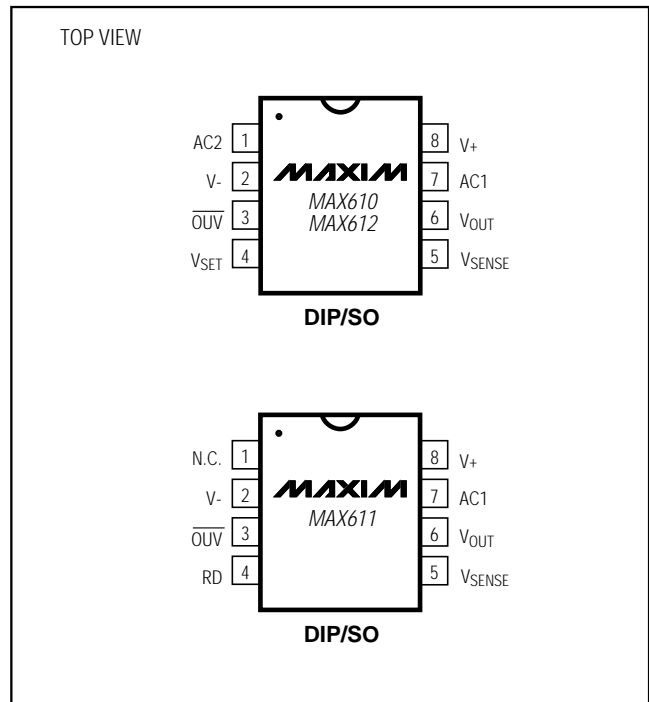 TOP VIEW
AC2 1 8 V+
V- 2 MAXIM 7 AC1
OUV 3 MAX610 6 VOUT
MAX612
VSET 4 5 VSENSE
DIP/SO
N.C. 1 8 V+
V- 2 MAXIM 7 AC1
OUV 3 MAX611 6 VOUT
RD 4 5 VSENSE
DIP/SO